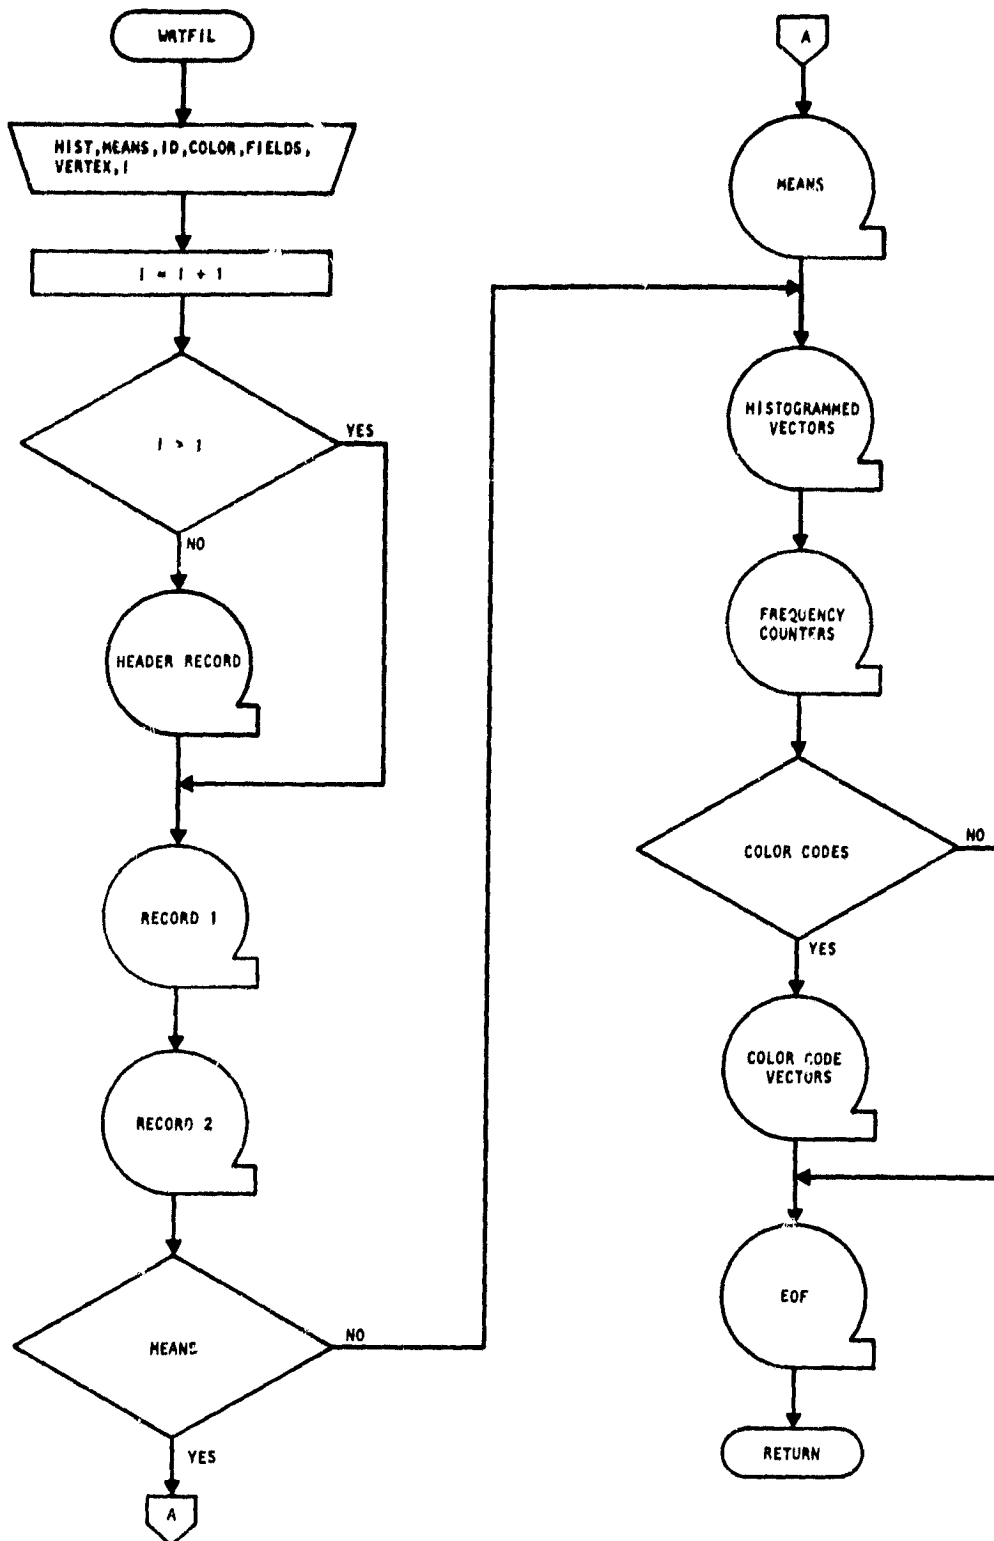 WRTFIL
HIST,MEANS,ID,COLOR,FIELDS,
VERTEX,I
I = I + 1
I > 1
YES
NO
HEADER RECORD
RECORD 1
RECORD 2
MEANS
NO
YES
A
A
MEANS
HISTOGRAMMED
VECTORS
FREQUENCY
COUNTERS
COLOR CODES
NO
YES
COLOR CODE
VECTORS
EOF
RETURN